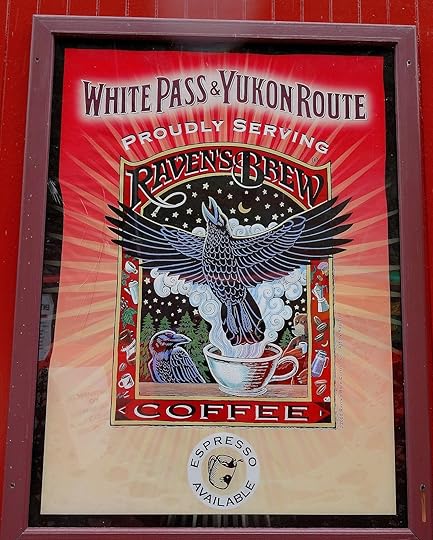 WHITE PASS & YUKON ROUTE
PROUDLY SERVING
RAVEN'S BREW
COFFEE
ESPRESSO
AVAILABLE